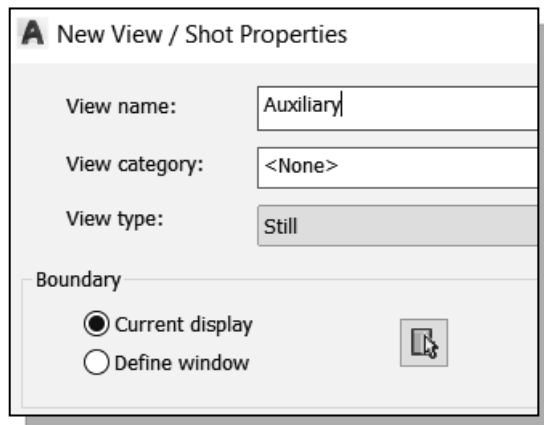 A New View / Shot Properties
View name: Auxiliary
View category: <None>
View type: Still
Boundary
Current display
Define window